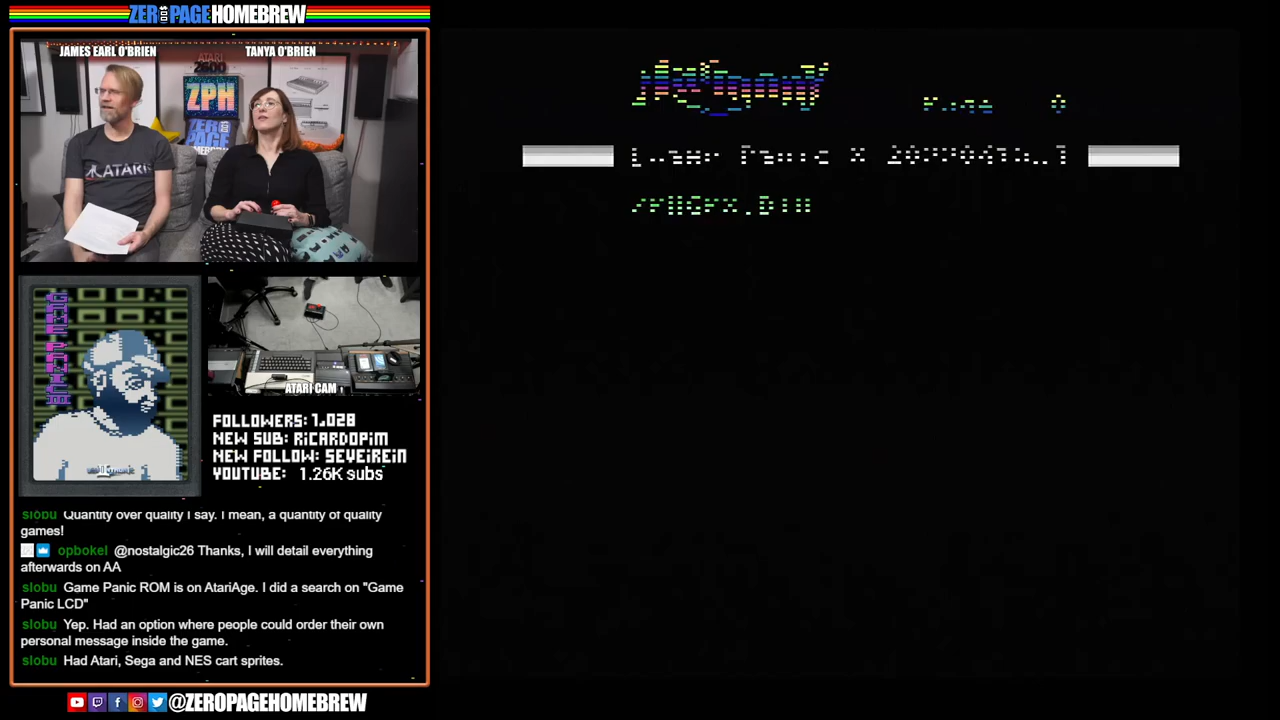 ZEROPAGE HOMEBREW
JAMES EARL O'BRIEN
TANYA O'BRIEN
ATARI
2600
ZPH
ZERO
PAGE
HOMEBREW
ATARI
ATARI CAM
FOLLOWERS: 1,028
NEW SUB: RICARDOPIM
NEW FOLLOW: SEVEIREIN
YOUTUBE: 1.26K subs
slobu Quantity over quality I say. I mean, a quantity of quality
games!
opbokel @nostalgic26 Thanks, I will detail everything
afterwards on AA
slobu Game Panic ROM is on AtariAge. I did a search on "Game
Panic LCD"
slobu Yep. Had an option where people could order their own
personal message inside the game.
slobu Had Atari, Sega and NES cart sprites.
@ZEROPAGEHOMEBREW